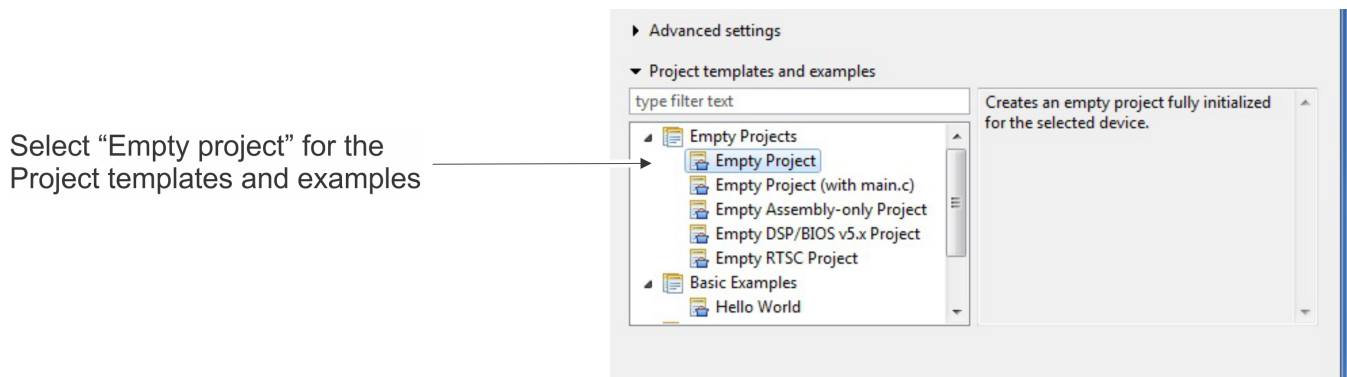 Select “Empty project” for the
Project templates and examples
Advanced settings
Project templates and examples
type filter text
Empty Projects
Empty Project
Empty Project (with main.c)
Empty Assembly-only Project
Empty DSP/BIOS v5.x Project
Empty RTSC Project
Basic Examples
Hello World
Creates an empty project fully initialized
for the selected device.